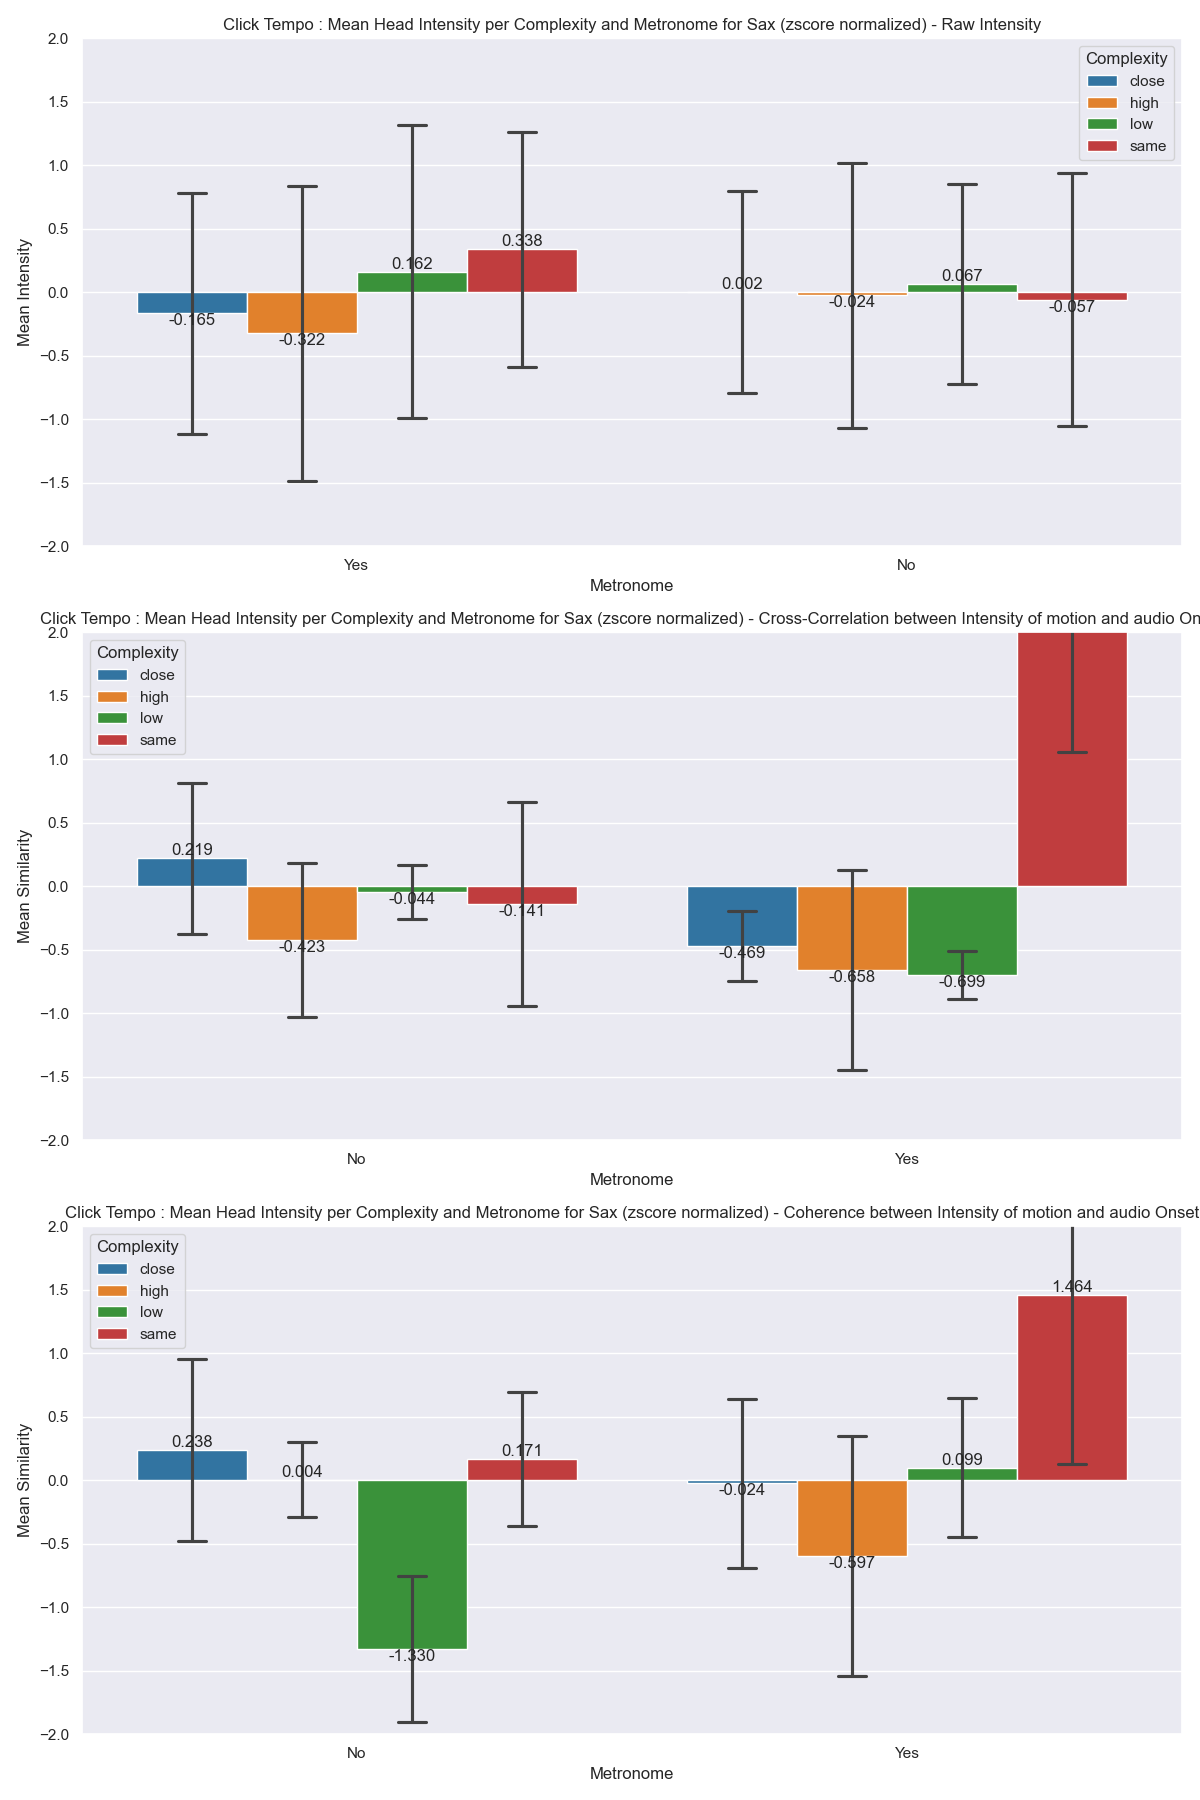 Click Tempo : Mean Head Intensity per Complexity and Metronome for Sax (zscore normalized) - Raw Intensity
2.0
1.5
1.0
0.5
0.0
−0.5
−1.0
−1.5
−2.0
Mean Intensity
Complexity
close
high
low
same
-0.165
-0.322
0.162
0.338
0.002
-0.024
0.067
-0.057
Yes
No
Metronome
Click Tempo : Mean Head Intensity per Complexity and Metronome for Sax (zscore normalized) - Cross-Correlation between Intensity of motion and audio On
2.0
1.5
1.0
0.5
0.0
−0.5
−1.0
−1.5
−2.0
Mean Similarity
Complexity
close
high
low
same
0.219
-0.423
-0.044
-0.141
-0.469
-0.658
-0.699
No
Yes
Metronome
Click Tempo : Mean Head Intensity per Complexity and Metronome for Sax (zscore normalized) - Coherence between Intensity of motion and audio Onset
2.0
1.5
1.0
0.5
0.0
−0.5
−1.0
−1.5
−2.0
Mean Similarity
Complexity
close
high
low
same
0.238
0.004
-1.330
0.171
-0.024
-0.597
0.099
1.464
No
Yes
Metronome